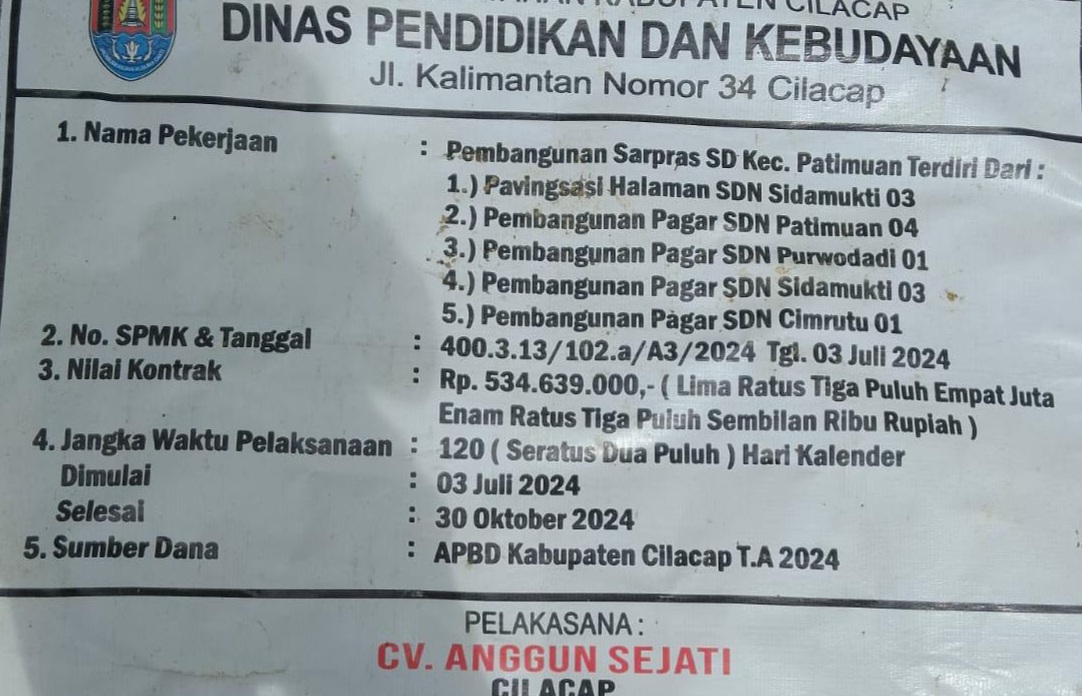 KABUPATEN CILACAP
DINAS PENDIDIKAN DAN KEBUDAYAAN
Jl. Kalimantan Nomor 34 Cilacap
1. Nama Pekerjaan : Pembangunan Sarpras SD Kec. Patimuan Terdiri Dari :
1.) Pavingsasi Halaman SDN Sidamukti 03
2.) Pembangunan Pagar SDN Patimuan 04
3.) Pembangunan Pagar SDN Purwodadi 01
4.) Pembangunan Pagar SDN Sidamukti 03
5.) Pembangunan Pagar SDN Cimrutu 01
2. No. SPMK & Tanggal : 400.3.13/102.a/A3/2024 Tgl. 03 Juli 2024
3. Nilai Kontrak : Rp. 534.639.000,- ( Lima Ratus Tiga Puluh Empat Juta
Enam Ratus Tiga Puluh Sembilan Ribu Rupiah )
4. Jangka Waktu Pelaksanaan : 120 ( Seratus Dua Puluh ) Hari Kalender
Dimulai : 03 Juli 2024
Selesai : 30 Oktober 2024
5. Sumber Dana : APBD Kabupaten Cilacap T.A 2024
PELAKASANA :
CV. ANGGUN SEJATI
CILACAP